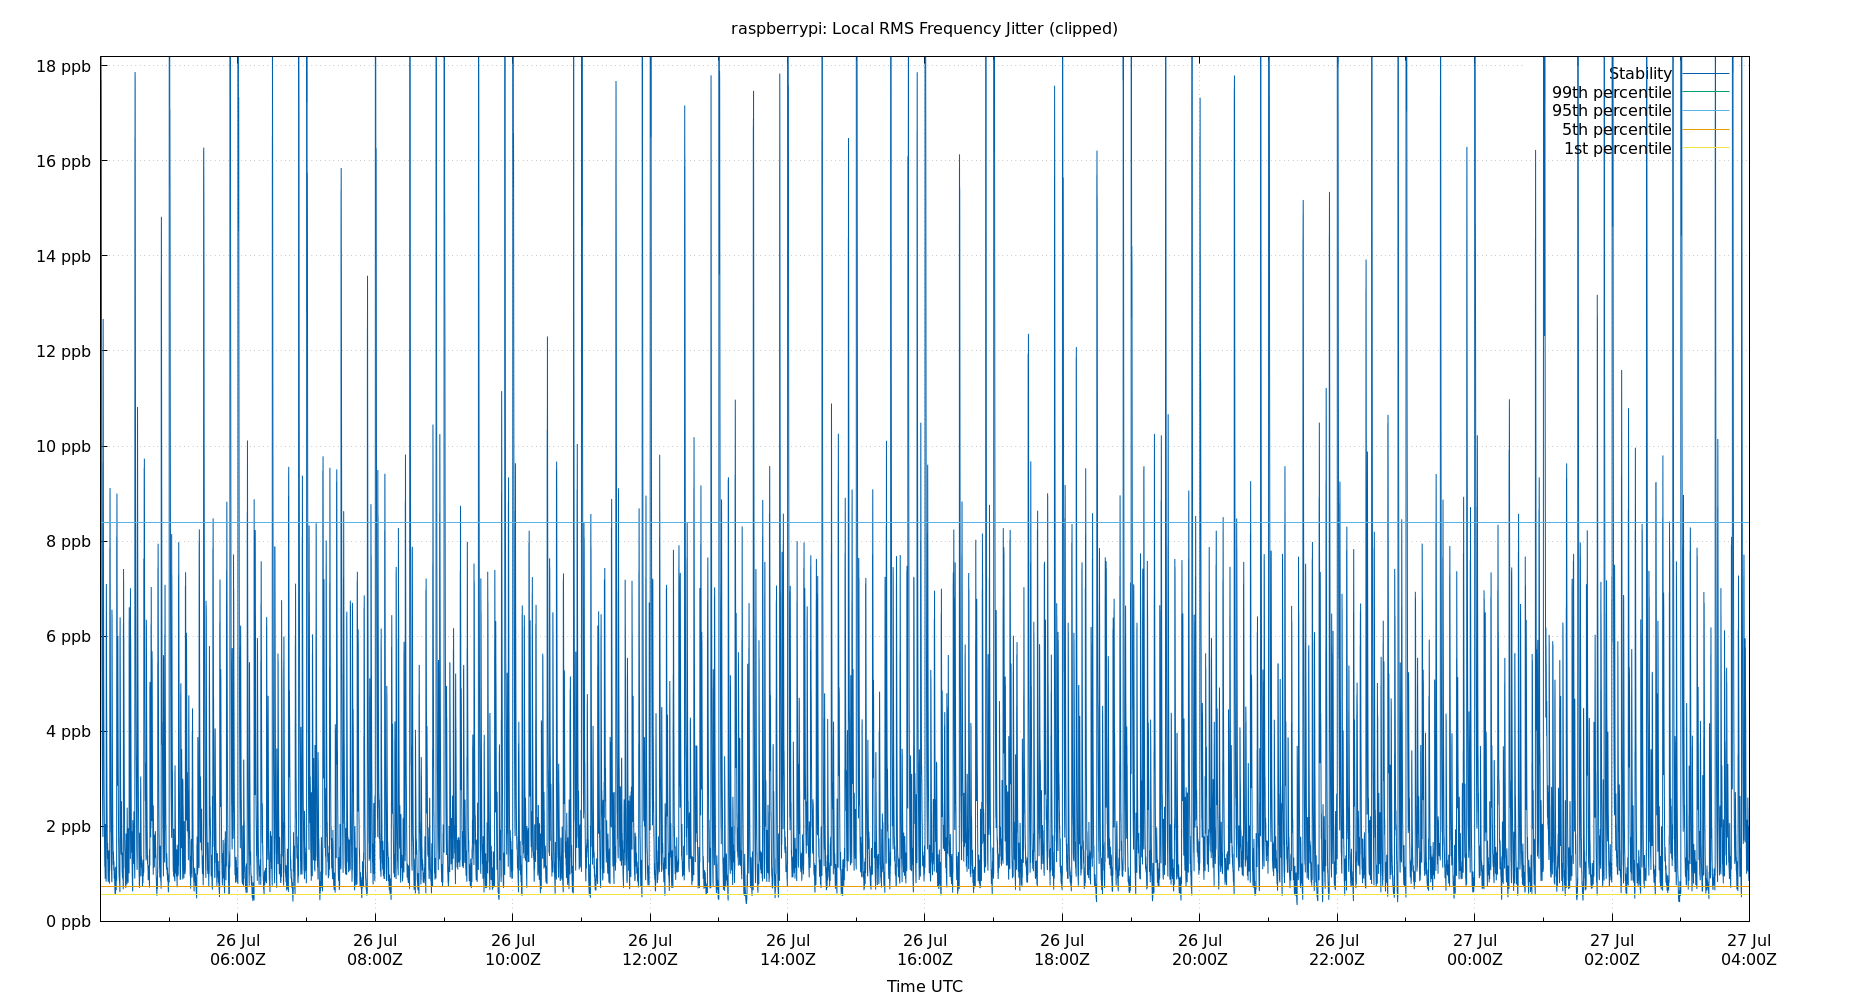 raspberrypi: Local RMS Frequency Jitter (clipped)
18 ppb
16 ppb
14 ppb
12 ppb
10 ppb
8 ppb
6 ppb
4 ppb
2 ppb
0 ppb
Stability
99th percentile
95th percentile
5th percentile
1st percentile
26 Jul 26 Jul 26 Jul 26 Jul 26 Jul 26 Jul 26 Jul 26 Jul 26 Jul 27 Jul 27 Jul 27 Jul
06:00Z 08:00Z 10:00Z 12:00Z 14:00Z 16:00Z 18:00Z 20:00Z 22:00Z 00:00Z 02:00Z 04:00Z
Time UTC